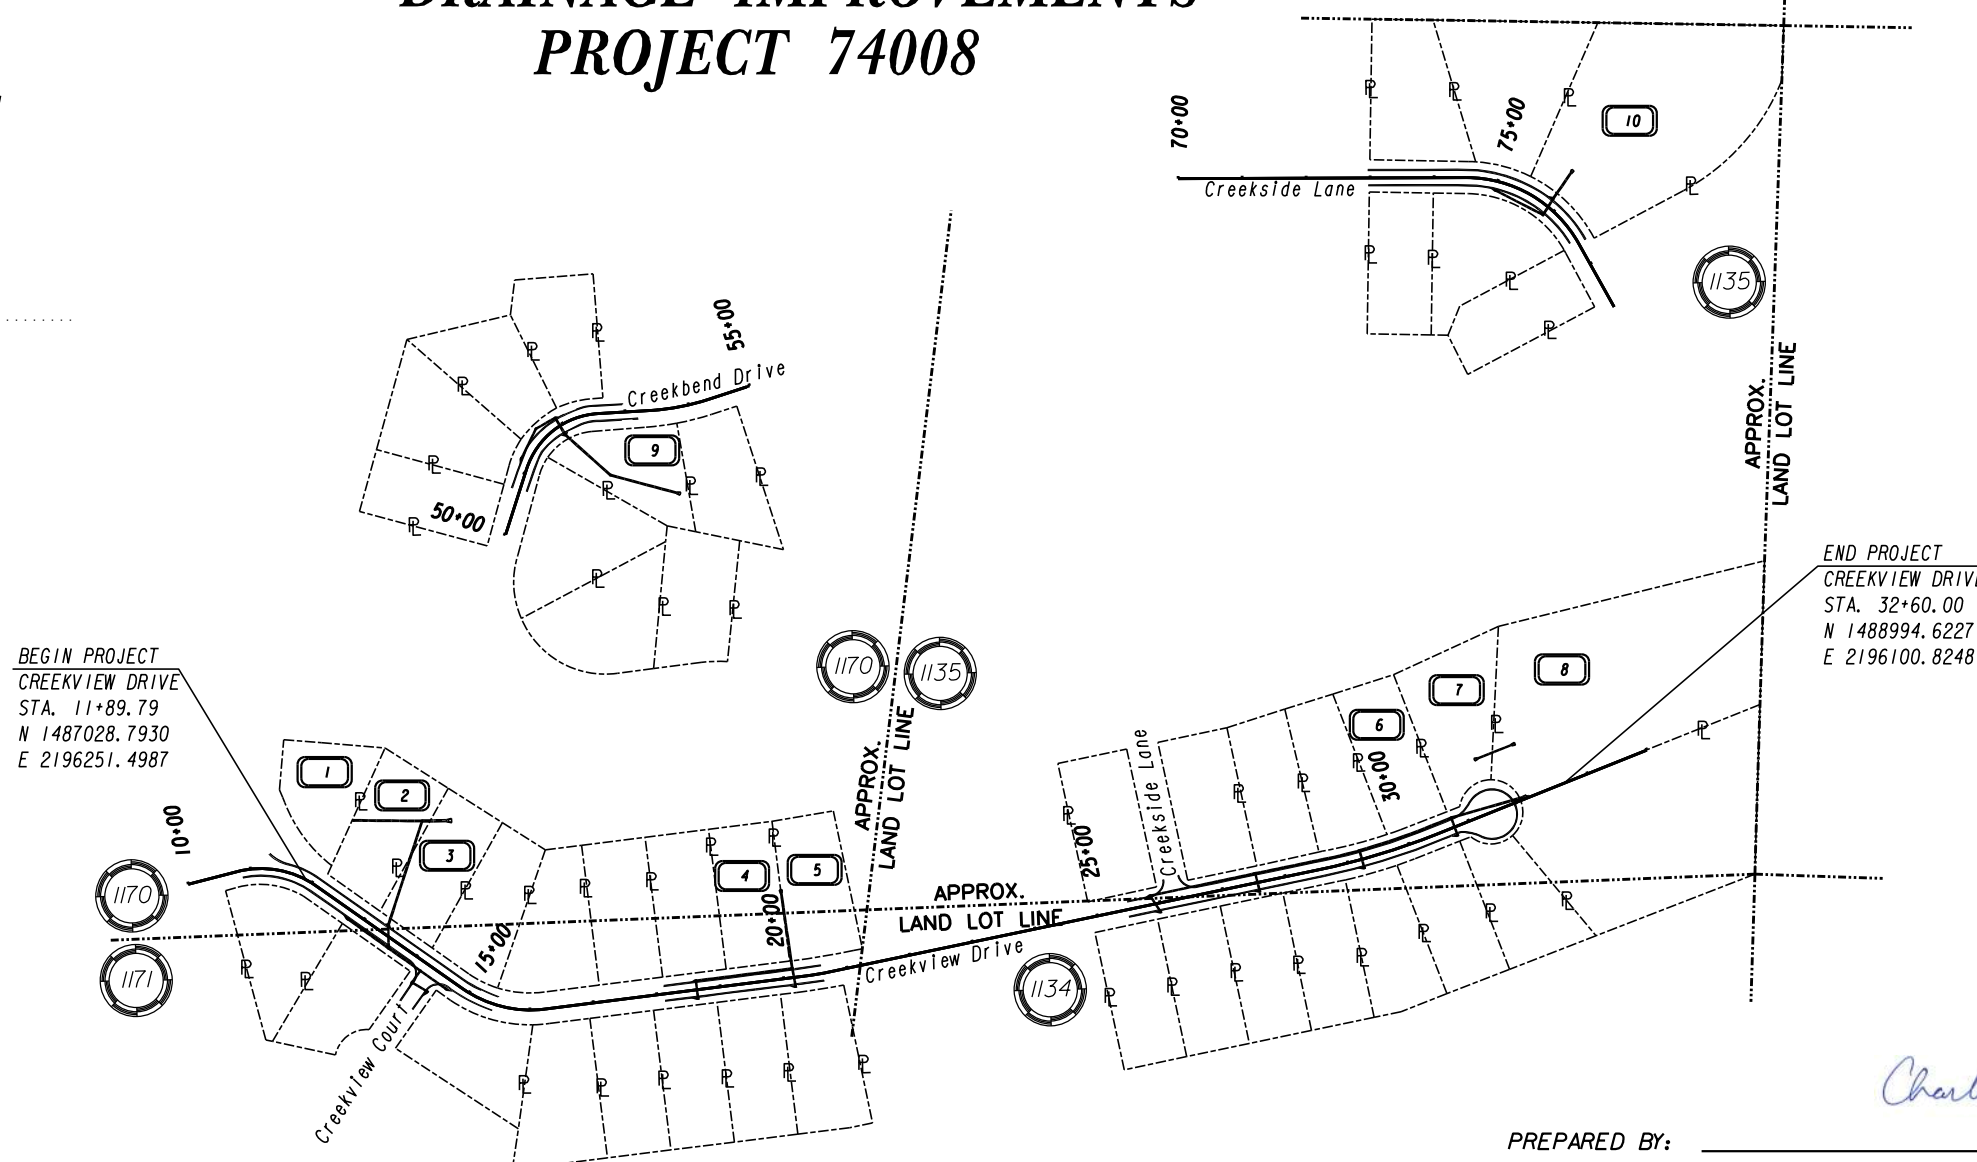 DRAINAGE IMPROVEMENTS
PROJECT 74008
70+00
75+00
10
Creekside Lane
1135
APPROX.
LAND LOT LINE
55+00
Creekbend Drive
9
50+00
END PROJECT
CREEKVIEW DRIVE
STA. 32+60.00
N 1488994.6227
E 2196100.8248
BEGIN PROJECT
CREEKVIEW DRIVE
STA. 11+89.79
N 1487028.7930
E 2196251.4987
1170
1135
APPROX.
LAND LOT LINE
8
7
6
30+00
Creekside Lane
25+00
1
2
3
4
5
10+00
15+00
20+00
1170
1171
APPROX.
LAND LOT LINE
Creekview Drive
1134
Creekview Court
PREPARED BY: